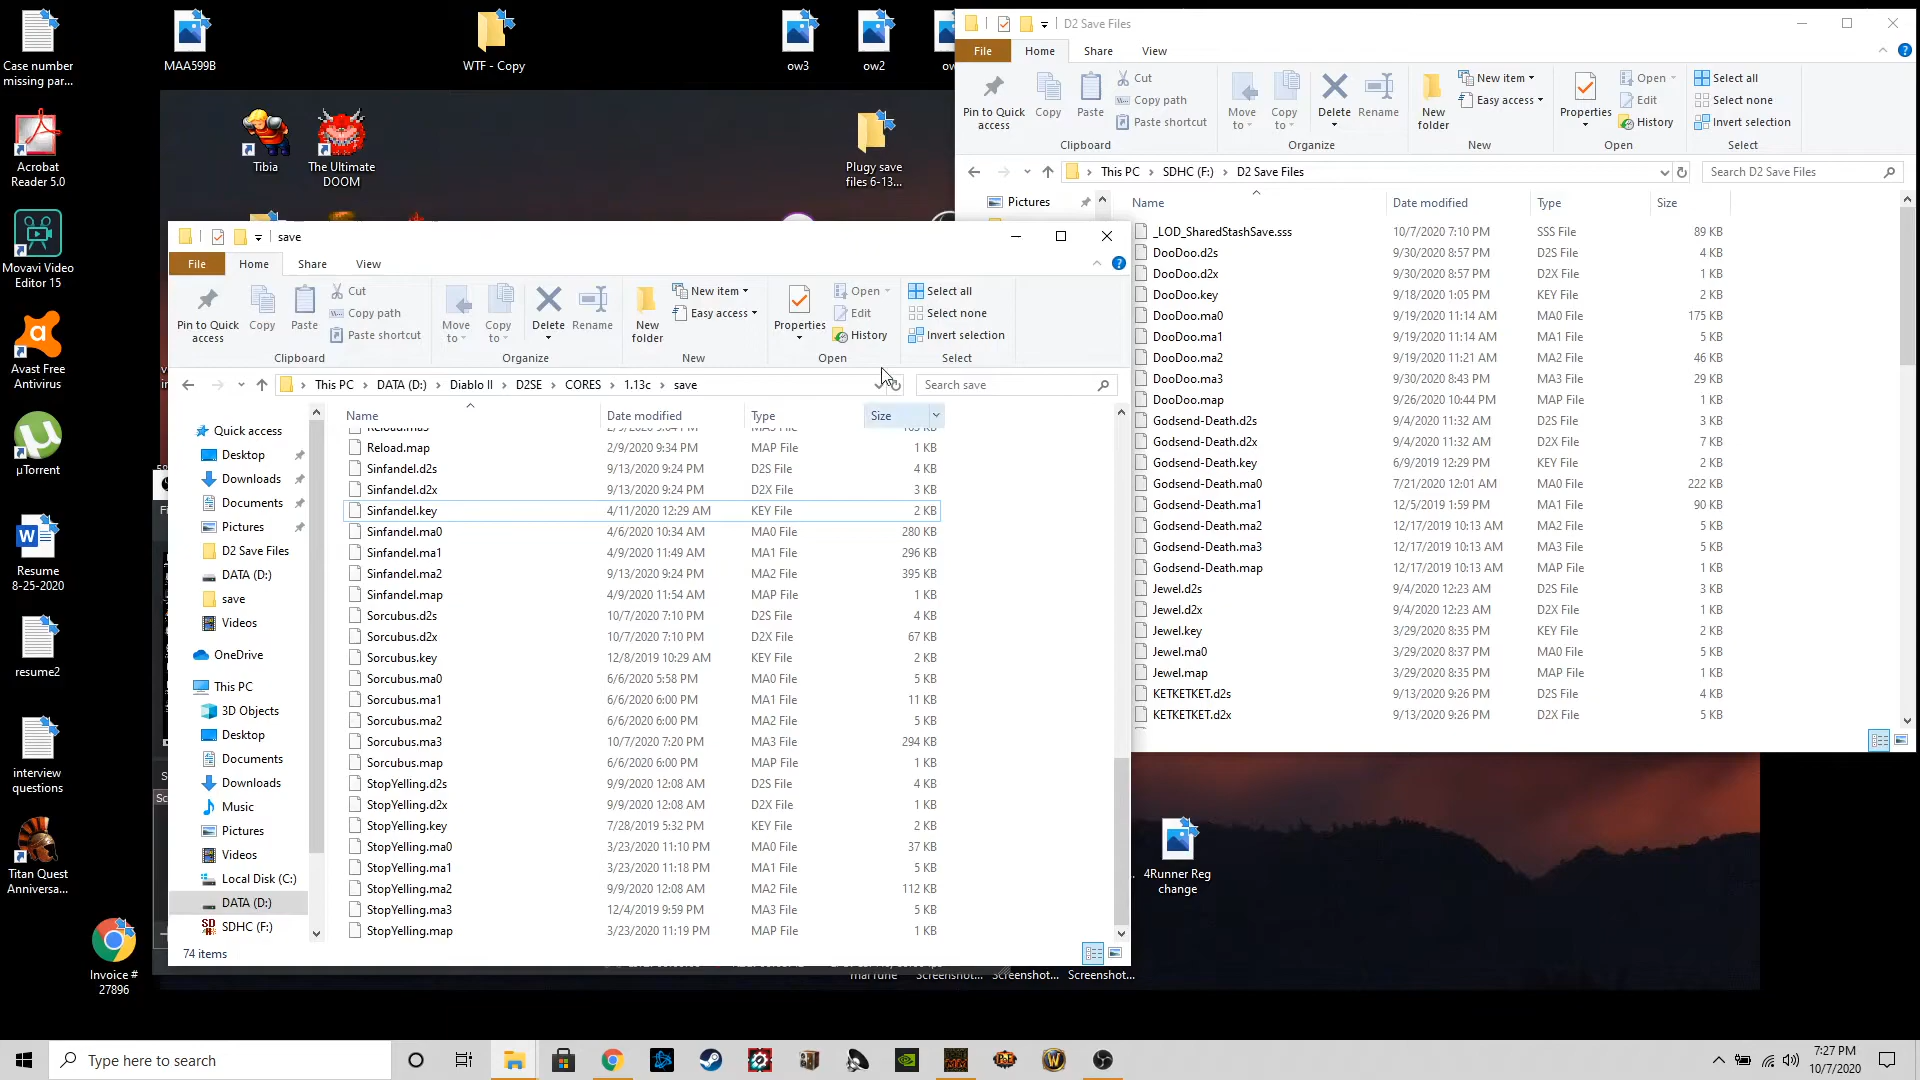 Case number
missing par...
MAA599B
WTF - Copy
ow3
ow2
Acrobat
Reader 5.0
Tibia
The Ultimate
DOOM
Plugy save
files 6-13...
Movavi Video
Editor 15
Avast Free
Antivirus
µTorrent
Resume
8-25-2020
resume2
interview
questions
Titan Quest
Anniversa...
Invoice #
27896
4Runner Reg
change
Screenshot...
Screenshot...
Screenshot...
D2 Save Files
File
Home
Share
View
Pin to Quick
access
Copy
Paste
Cut
Copy path
Paste shortcut
Clipboard
Move
to
Copy
to
Delete
Rename
Organize
New
folder
New item
Easy access
New
Properties
Open
Edit
History
Open
Select all
Select none
Invert selection
Select
This PC > SDHC (F:) > D2 Save Files
Search D2 Save Files
Pictures
Name Date modified Type Size
_LOD_SharedStashSave.sss 10/7/2020 7:10 PM SSS File 89 KB
DooDoo.d2s 9/30/2020 8:57 PM D2S File 4 KB
DooDoo.d2x 9/30/2020 8:57 PM D2X File 1 KB
DooDoo.key 9/18/2020 1:05 PM KEY File 2 KB
DooDoo.ma0 9/19/2020 11:14 AM MA0 File 175 KB
DooDoo.ma1 9/19/2020 11:14 AM MA1 File 5 KB
DooDoo.ma2 9/19/2020 11:21 AM MA2 File 46 KB
DooDoo.ma3 9/30/2020 8:43 PM MA3 File 29 KB
DooDoo.map 9/26/2020 10:44 PM MAP File 1 KB
Godsend-Death.d2s 9/4/2020 11:32 AM D2S File 3 KB
Godsend-Death.d2x 9/4/2020 11:32 AM D2X File 7 KB
Godsend-Death.key 6/9/2019 12:29 PM KEY File 2 KB
Godsend-Death.ma0 7/21/2020 12:01 AM MA0 File 222 KB
Godsend-Death.ma1 12/5/2019 1:59 PM MA1 File 90 KB
Godsend-Death.ma2 12/17/2019 10:13 AM MA2 File 5 KB
Godsend-Death.ma3 12/17/2019 10:13 AM MA3 File 5 KB
Godsend-Death.map 12/17/2019 10:13 AM MAP File 1 KB
Jewel.d2s 9/4/2020 12:23 AM D2S File 3 KB
Jewel.d2x 9/4/2020 12:23 AM D2X File 1 KB
Jewel.key 3/29/2020 8:35 PM KEY File 2 KB
Jewel.ma0 3/29/2020 8:37 PM MA0 File 5 KB
Jewel.map 3/29/2020 8:35 PM MAP File 1 KB
KETKETKET.d2s 9/13/2020 9:26 PM D2S File 4 KB
KETKETKET.d2x 9/13/2020 9:26 PM D2X File 5 KB
save
File
Home
Share
View
Pin to Quick
access
Copy
Paste
Cut
Copy path
Paste shortcut
Clipboard
Move
to
Copy
to
Delete
Rename
Organize
New
folder
New item
Easy access
New
Properties
Open
Edit
History
Open
Select all
Select none
Invert selection
Select
This PC > DATA (D:) > Diablo II > D2SE > CORES > 1.13c > save
Search save
Quick access
Desktop
Downloads
Documents
Pictures
D2 Save Files
DATA (D:)
save
Videos
OneDrive
This PC
3D Objects
Desktop
Documents
Downloads
Music
Pictures
Videos
Local Disk (C:)
DATA (D:)
SDHC (F:)
Name Date modified Type Size
Reload.map 2/9/2020 9:34 PM MAP File 1 KB
Sinfandel.d2s 9/13/2020 9:24 PM D2S File 4 KB
Sinfandel.d2x 9/13/2020 9:24 PM D2X File 3 KB
Sinfandel.key 4/11/2020 12:29 AM KEY File 2 KB
Sinfandel.ma0 4/6/2020 10:34 AM MA0 File 280 KB
Sinfandel.ma1 4/9/2020 11:49 AM MA1 File 296 KB
Sinfandel.ma2 9/13/2020 9:24 PM MA2 File 395 KB
Sinfandel.map 4/9/2020 11:54 AM MAP File 1 KB
Sorcubus.d2s 10/7/2020 7:10 PM D2S File 4 KB
Sorcubus.d2x 10/7/2020 7:10 PM D2X File 67 KB
Sorcubus.key 12/8/2019 10:29 AM KEY File 2 KB
Sorcubus.ma0 6/6/2020 5:58 PM MA0 File 5 KB
Sorcubus.ma1 6/6/2020 6:00 PM MA1 File 11 KB
Sorcubus.ma2 6/6/2020 6:00 PM MA2 File 5 KB
Sorcubus.ma3 10/7/2020 7:20 PM MA3 File 294 KB
Sorcubus.map 6/6/2020 6:00 PM MAP File 1 KB
StopYelling.d2s 9/9/2020 12:08 AM D2S File 4 KB
StopYelling.d2x 9/9/2020 12:08 AM D2X File 1 KB
StopYelling.key 7/28/2019 5:32 PM KEY File 2 KB
StopYelling.ma0 3/23/2020 11:10 PM MA0 File 37 KB
StopYelling.ma1 3/23/2020 11:18 PM MA1 File 5 KB
StopYelling.ma2 9/9/2020 12:08 AM MA2 File 112 KB
StopYelling.ma3 12/4/2019 9:59 PM MA3 File 5 KB
StopYelling.map 3/23/2020 11:19 PM MAP File 1 KB
74 items
Type here to search
7:27 PM
10/7/2020